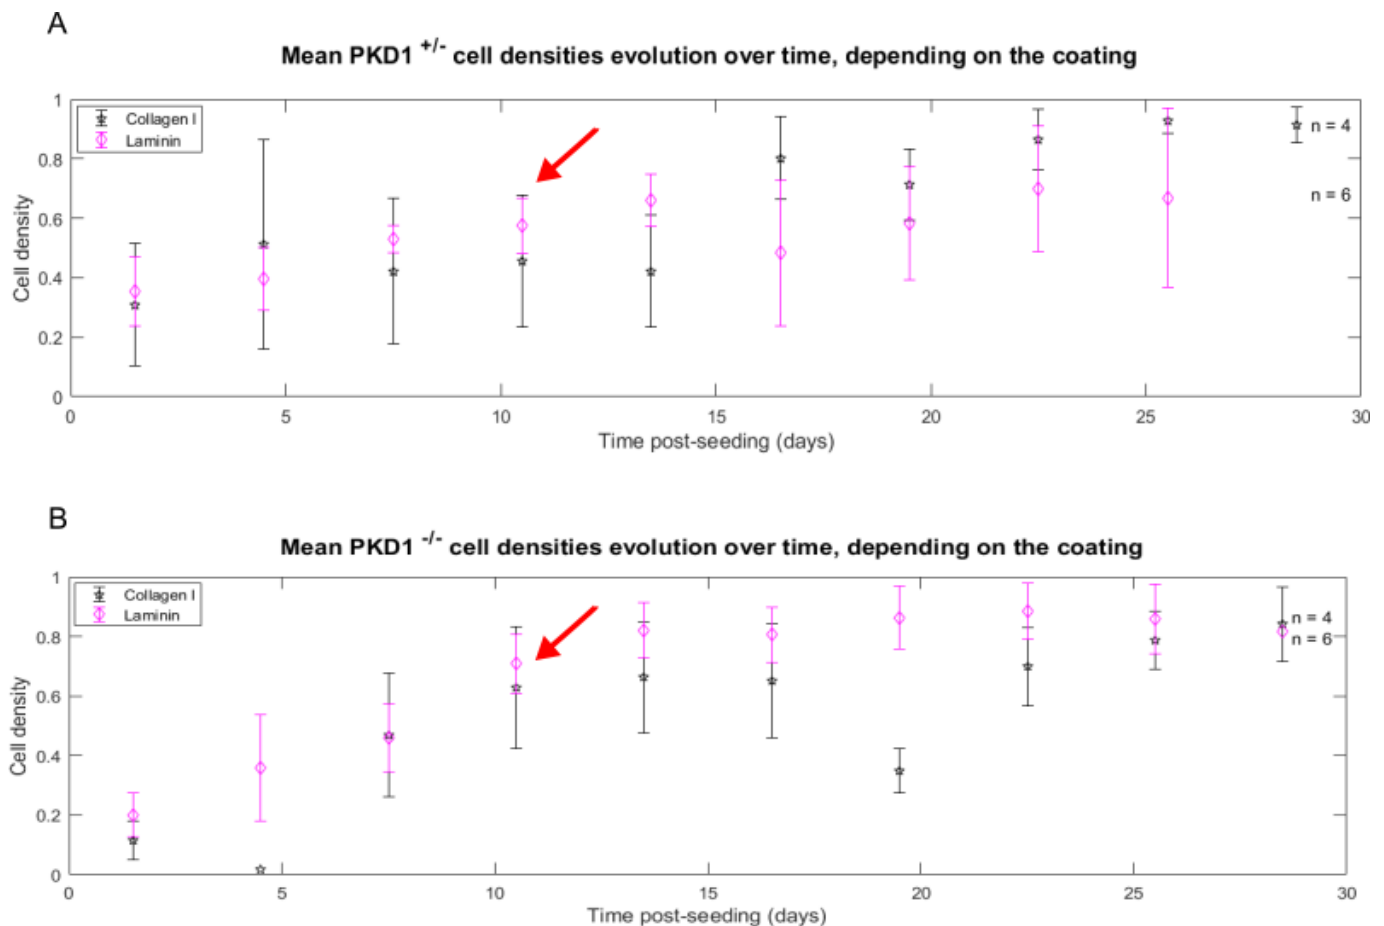 A
Mean PKD1 +/- cell densities evolution over time, depending on the coating
1
Collagen I
Laminin
n = 4
0.8
n = 6
0.6
Cell density
0.4
0.2
0
0 5 10 15 20 25 30
Time post-seeding (days)
B
Mean PKD1 -/- cell densities evolution over time, depending on the coating
1
Collagen I
Laminin
n = 4
0.8
n = 6
0.6
Cell density
0.4
0.2
0
0 5 10 15 20 25 30
Time post-seeding (days)